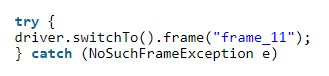 try {
driver.switchTo().frame("frame_11");
} catch (NoSuchFrameException e)